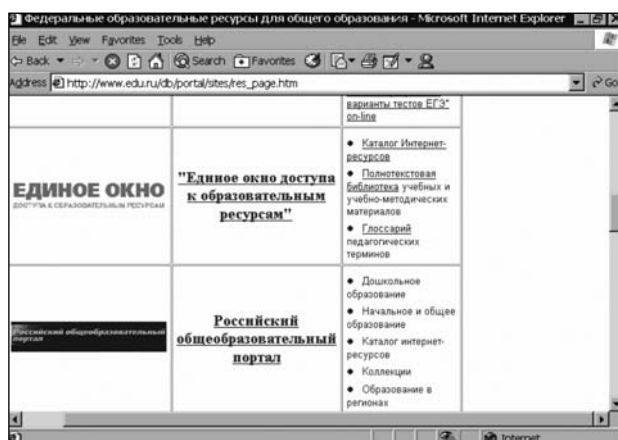 Федеральные образовательные ресурсы для общего образования - Microsoft Internet Explorer
File Edit View Favorites Tools Help
Back Search Favorites
Address http://www.edu.ru/db/portal/sites/res_page.htm Go
варианты тестов ЕГЭ"
on-line
ЕДИНОЕ ОКНО
ДОСТУПА К ОБРАЗОВАТЕЛЬНЫМ РЕСУРСАМ
"Единое окно доступа
к образовательным
ресурсам"
• Каталог Интернет-
ресурсов
• Полнотекстовая
библиотека учебных и
учебно-методических
материалов
• Глоссарий
педагогических
терминов
Российский общеобразовательный
портал
Российский
общеобразовательный
портал
• Дошкольное
образование
• Начальное и общее
образование
• Каталог интернет-
ресурсов
• Коллекции
• Образование в
регионах
Internet